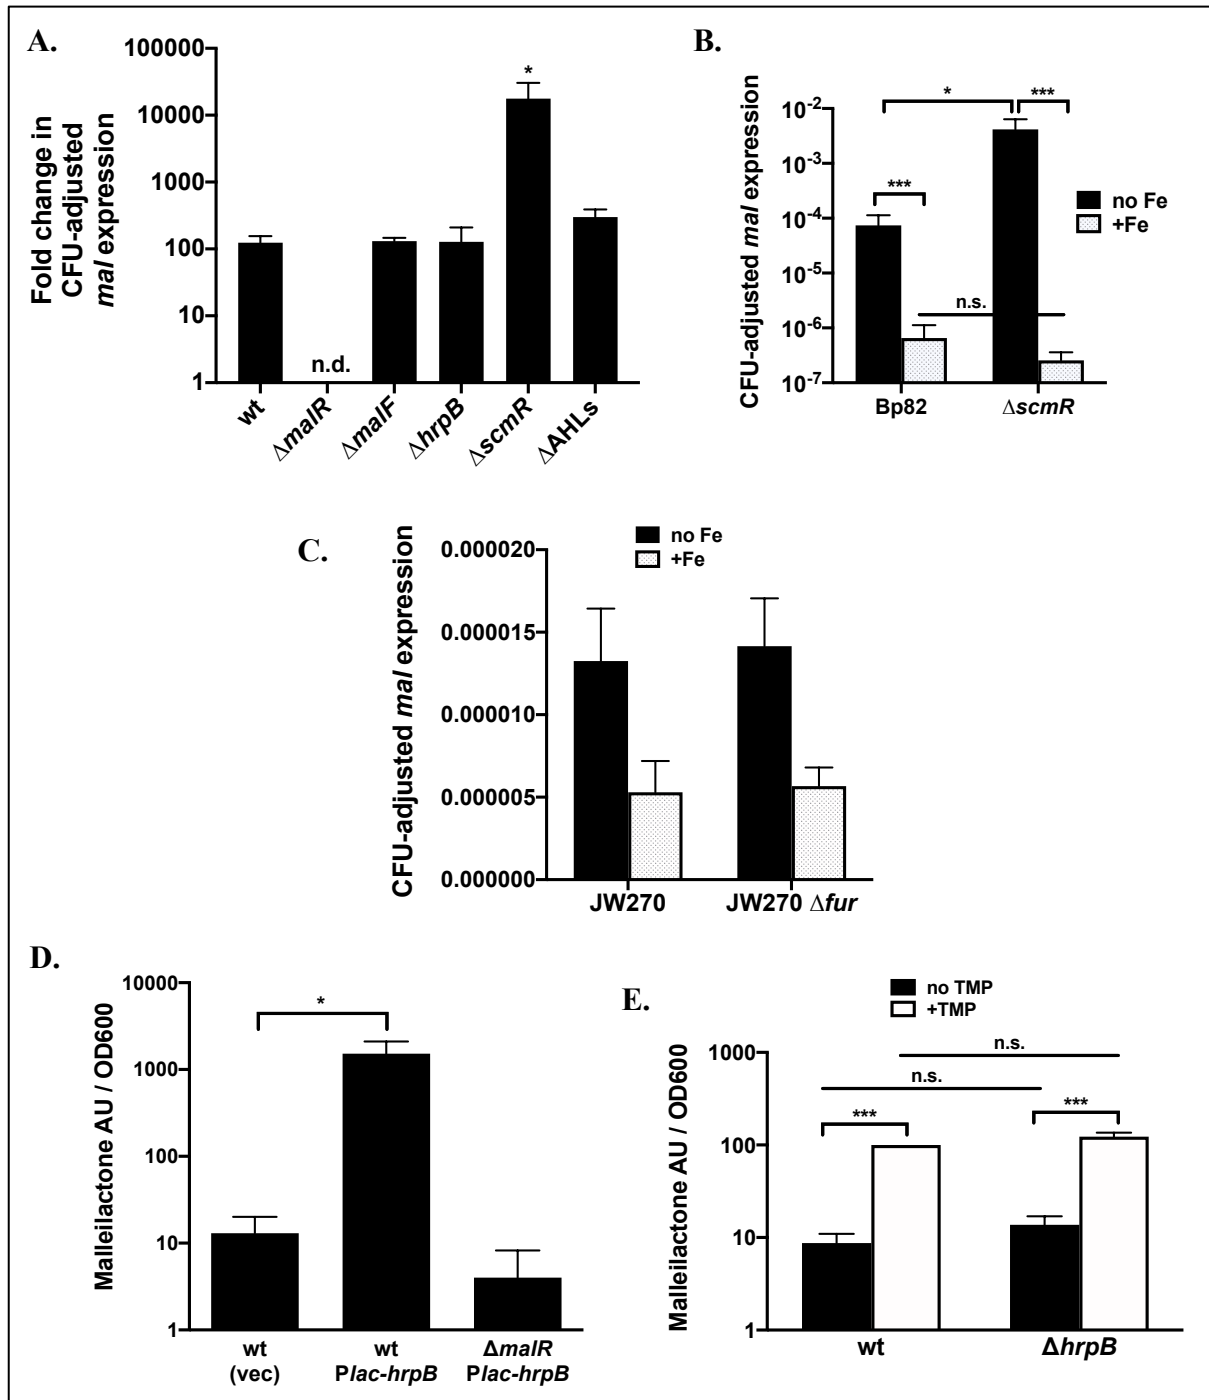 A.
Fold change in
CFU-adjusted
mal expression
100000
10000
1000
100
10
1
*
n.d.
wt
ΔmalR
ΔmalF
ΔhrpB
ΔscmR
ΔAHLs
B.
CFU-adjusted mal expression
10-2
10-3
10-4
10-5
10-6
10-7
*
***
***
n.s.
no Fe
+Fe
Bp82
ΔscmR
C.
CFU-adjusted mal expression
no Fe
+Fe
0.000020
0.000015
0.000010
0.000005
0.000000
JW270
JW270 Δfur
D.
Malleilactone AU / OD600
10000
1000
100
10
1
*
wt
(vec)
wt
Plac-hrpB
ΔmalR
Plac-hrpB
E.
Malleilactone AU / OD600
no TMP
+TMP
1000
100
10
1
n.s.
n.s.
***
***
wt
ΔhrpB